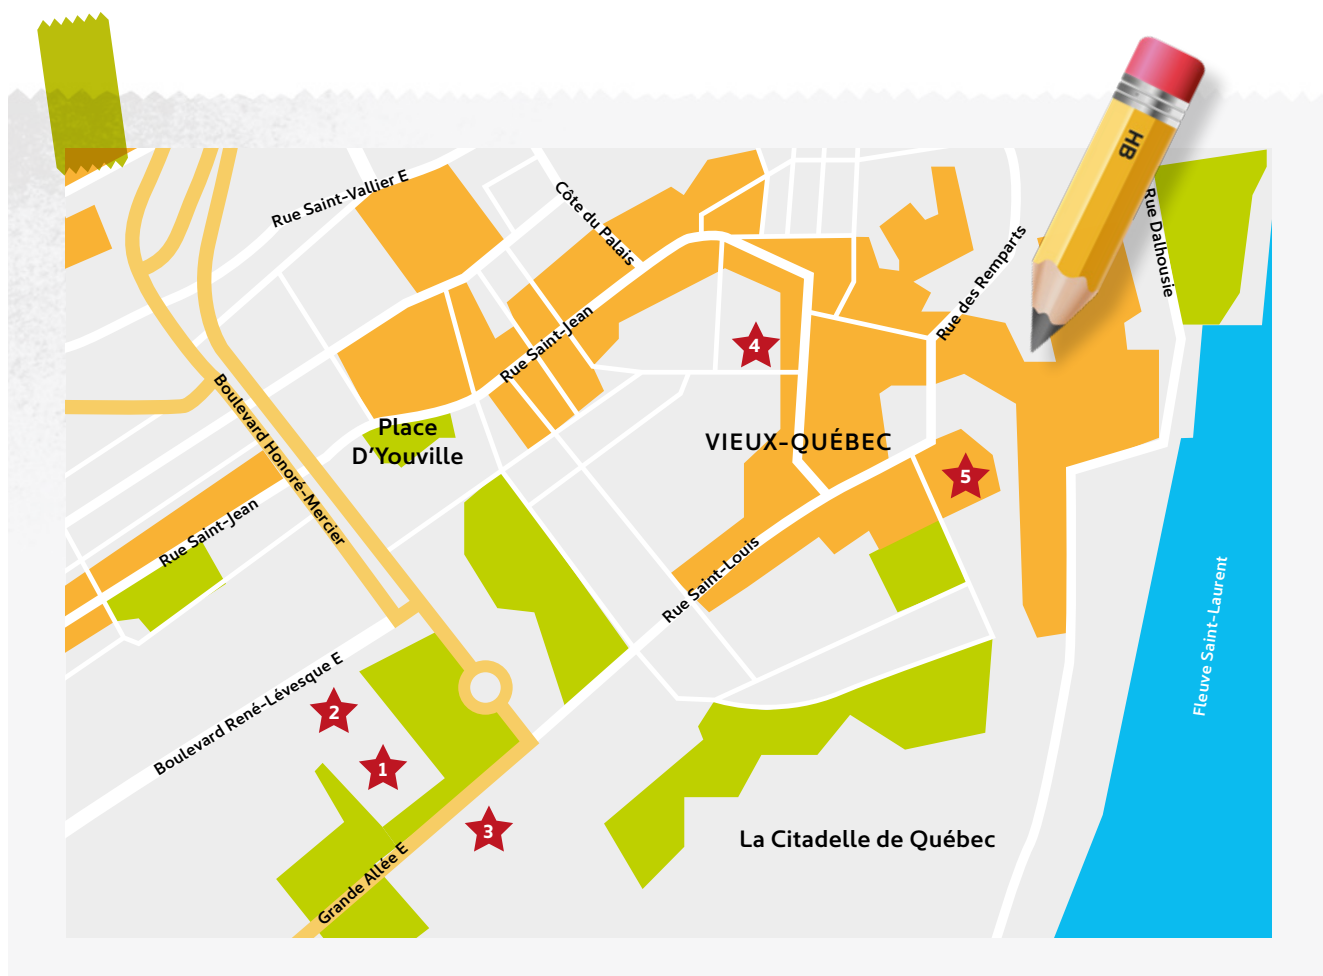 HB
Rue Saint-Vallier E
Côte du Palais
Rue Dalhousie
Rue des Remparts
Rue Saint-Jean
4
Boulevard Honoré-Mercier
Place
D'Youville
VIEUX-QUÉBEC
5
Rue Saint-Jean
Rue Saint-Louis
Fleuve Saint-Laurent
Boulevard René-Lévesque E
2
1
3
La Citadelle de Québec
Grande Allée E